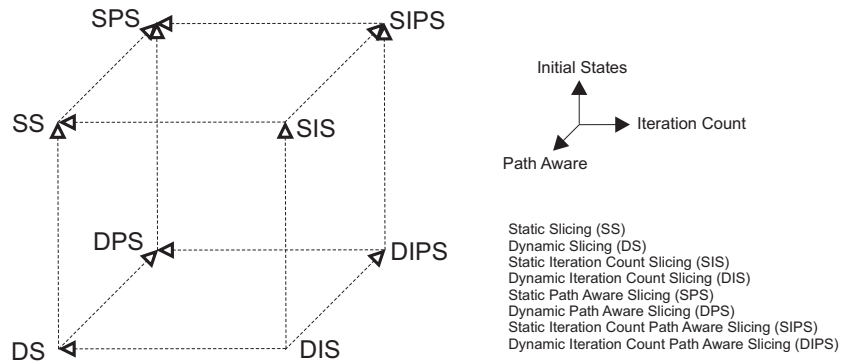 SPS
SIPS
SS
SIS
DPS
DIPS
DS
DIS
Initial States
Iteration Count
Path Aware
Static Slicing (SS)
Dynamic Slicing (DS)
Static Iteration Count Slicing (SIS)
Dynamic Iteration Count Slicing (DIS)
Static Path Aware Slicing (SPS)
Dynamic Path Aware Slicing (DPS)
Static Iteration Count Path Aware Slicing (SIPS)
Dynamic Iteration Count Path Aware Slicing (DIPS)